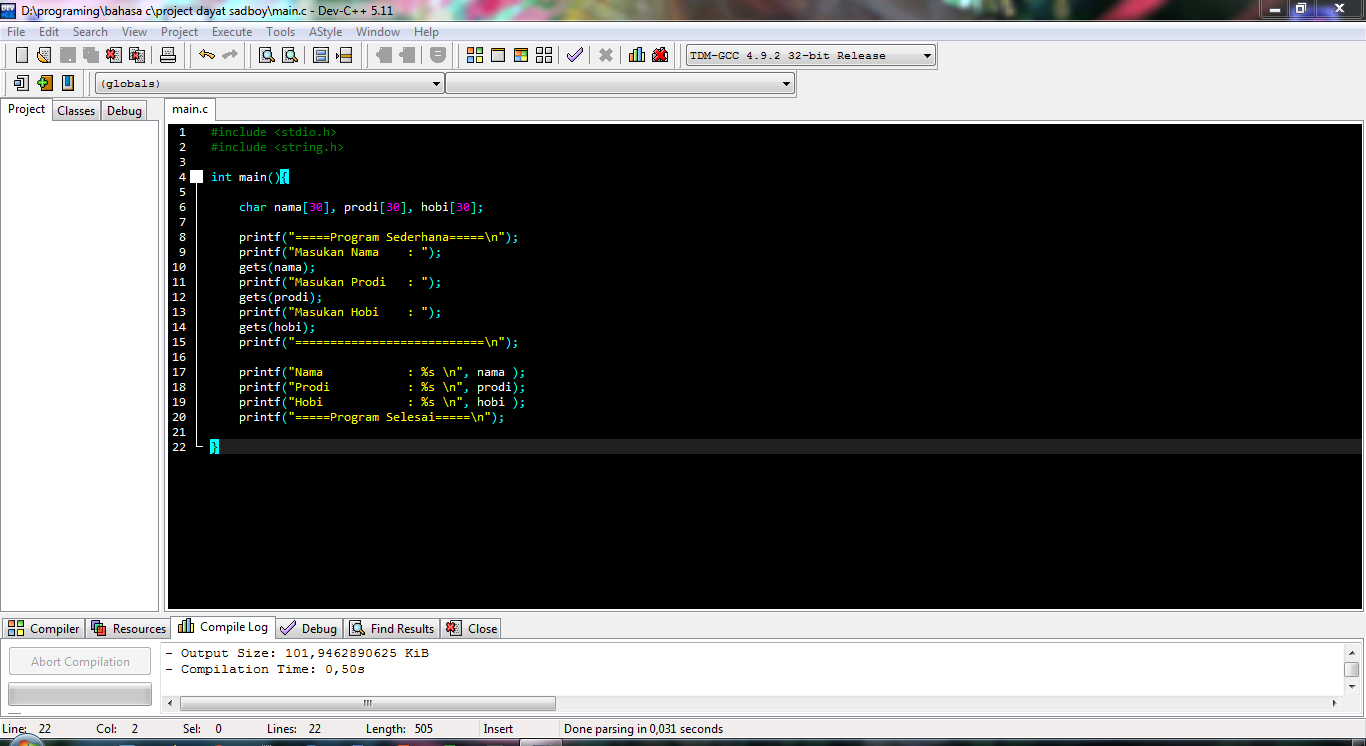 D:\programing\bahasa c\project dayat sadboy\main.c - Dev-C++ 5.11
File Edit Search View Project Execute Tools AStyle Window Help
TDM-GCC 4.9.2 32-bit Release
(globals)
Project Classes Debug main.c
1 #include <stdio.h>
2 #include <string.h>
3
4 int main(){
5
6 char nama[30], prodi[30], hobi[30];
7
8 printf("=====Program Sederhana=====\n");
9 printf("Masukan Nama    : ");
10 gets(nama);
11 printf("Masukan Prodi   : ");
12 gets(prodi);
13 printf("Masukan Hobi    : ");
14 gets(hobi);
15 printf("===========================\n");
16
17 printf("Nama            : %s \n", nama );
18 printf("Prodi           : %s \n", prodi);
19 printf("Hobi            : %s \n", hobi );
20 printf("=====Program Selesai=====\n");
21
22 }
Compiler Resources Compile Log Debug Find Results Close
Abort Compilation
- Output Size: 101,9462890625 KiB
- Compilation Time: 0,50s
Line: 22 Col: 2 Sel: 0 Lines: 22 Length: 505 Insert Done parsing in 0,031 seconds